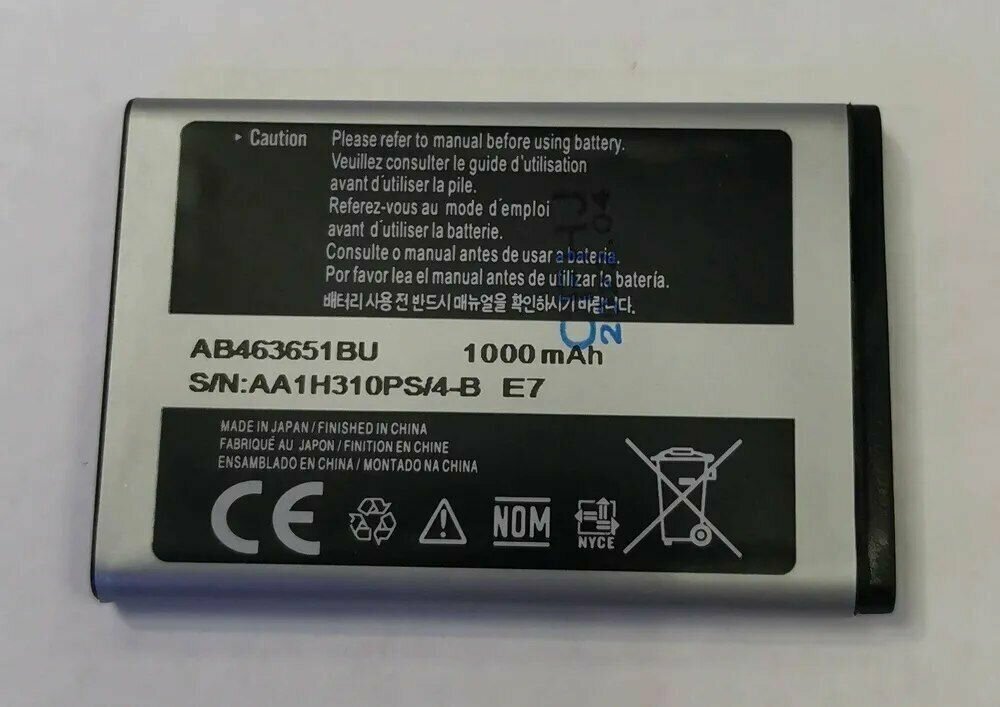 ▸ Caution Please refer to manual before using battery.
Veuillez consulter le guide d'utilisation
avant d'utiliser la pile.
Referez-vous au mode d'emploi
avant d'utiliser la batterie.
Consulte o manual antes de usar a bateria.
Por favor lea el manual antes de utilizar la batería.
배터리 사용 전 반드시 매뉴얼을 확인하시기 바랍니다.
AB463651BU 1000 mAh
S/N:AA1H310PS/4-B E7
MADE IN JAPAN / FINISHED IN CHINA
FABRIQUÉ AU JAPON / FINITION EN CHINE
ENSAMBLADO EN CHINA / MONTADO NA CHINA
CE
NOM
NYCE